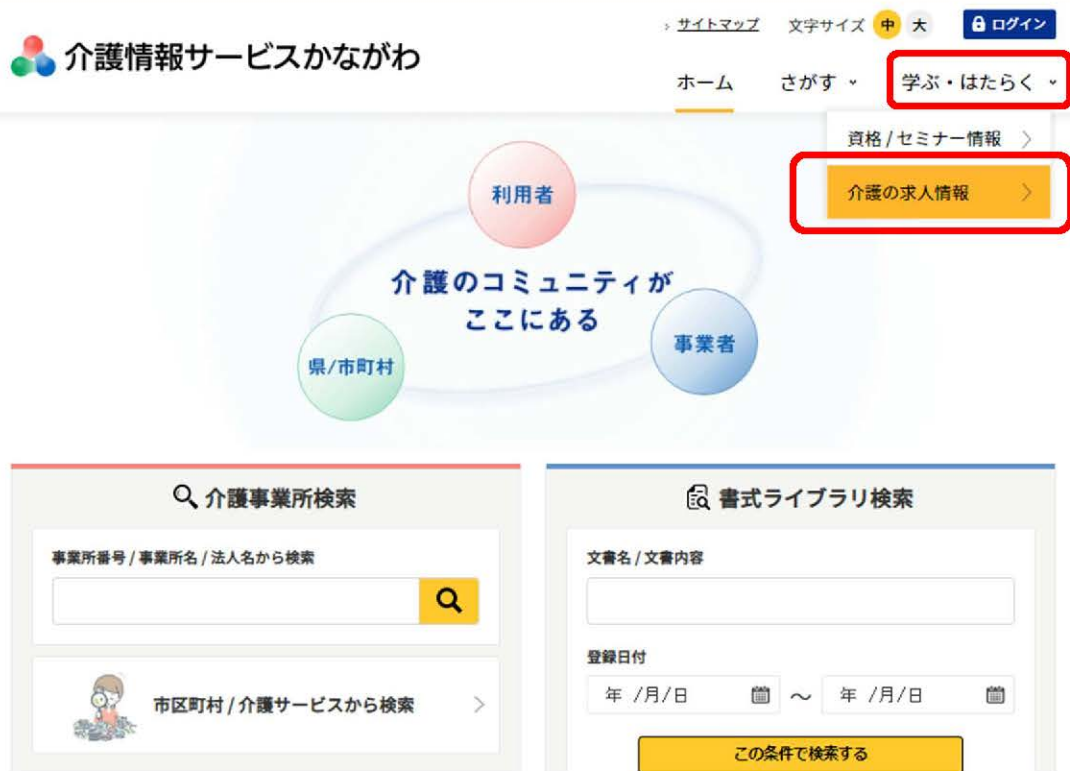 サイトマップ 文字サイズ 中 大 ログイン
介護情報サービスかながわ
ホーム さがす 学ぶ・はたらく
資格 / セミナー情報
介護の求人情報
利用者
介護のコミュニティが
ここにある
事業者
県/市町村
介護事業所検索
事業所番号 / 事業所名 / 法人名から検索
市区町村 / 介護サービスから検索
書式ライブラリ検索
文書名 / 文書内容
登録日付
年 /月/日 ～ 年 /月/日
この条件で検索する